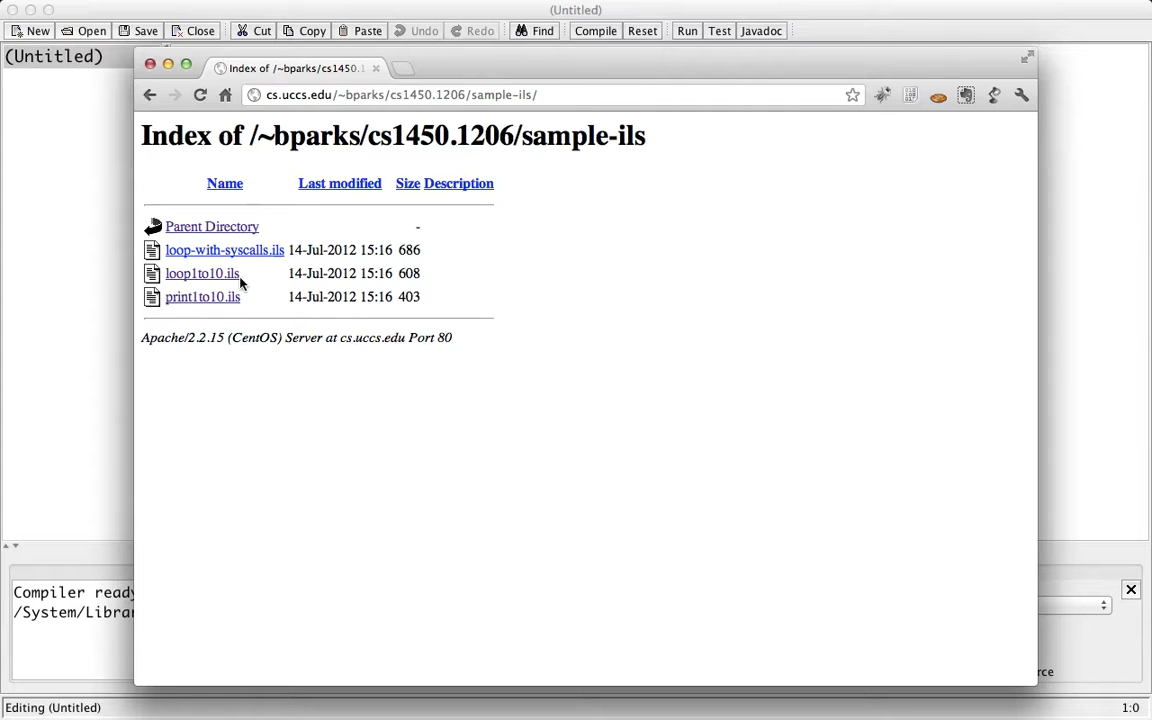 (Untitled)
New Open Save Close Cut Copy Paste Undo Redo Find Compile Reset Run Test Javadoc
(Untitled)
Index of /~bparks/cs1450.1
cs.uccs.edu/~bparks/cs1450.1206/sample-ils/
Index of /~bparks/cs1450.1206/sample-ils
Name Last modified Size Description
Parent Directory -
loop-with-syscalls.ils 14-Jul-2012 15:16 686
loop1to10.ils 14-Jul-2012 15:16 608
print1to10.ils 14-Jul-2012 15:16 403
Apache/2.2.15 (CentOS) Server at cs.uccs.edu Port 80
Compiler ready
/System/Librar
rce
Editing (Untitled) 1:0